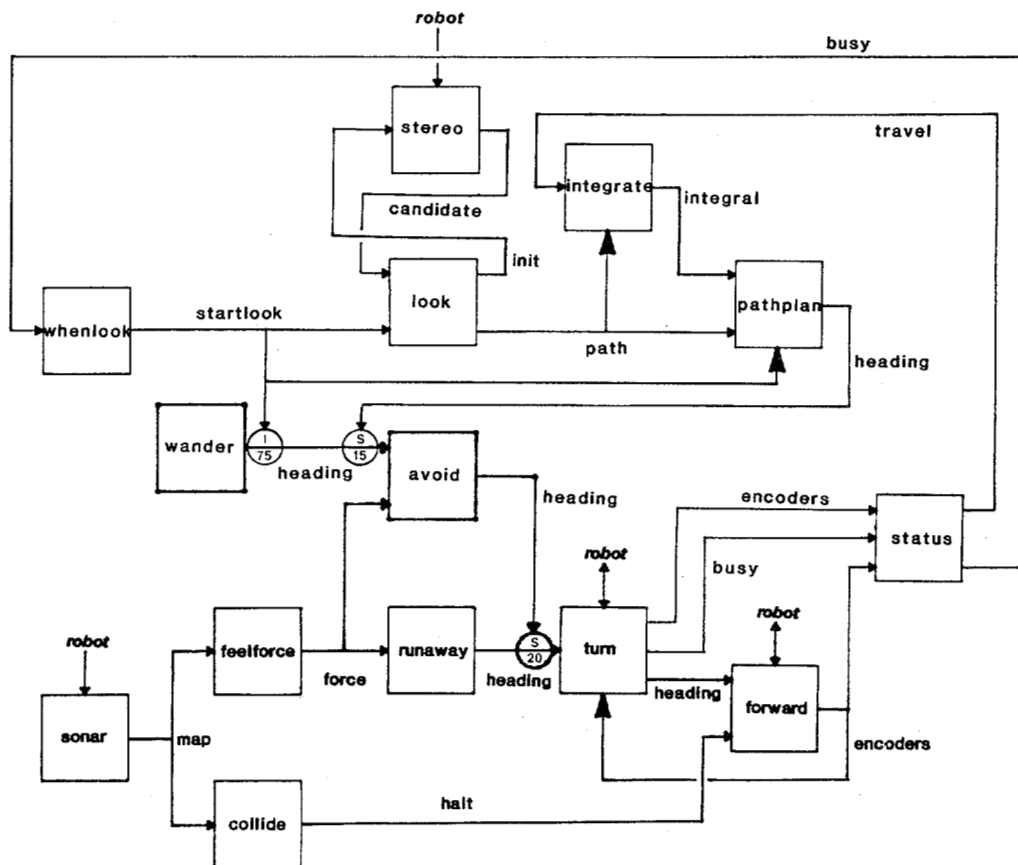 robot
busy
stereo
travel
integrate
integral
candidate
init
look
pathplan
startlook
whenlook
path
heading
wander
I
75
heading
S
15
avoid
heading
encoders
status
robot
busy
robot
robot
feelforce
force
runaway
heading
S
20
turn
heading
forward
sonar
map
encoders
halt
collide